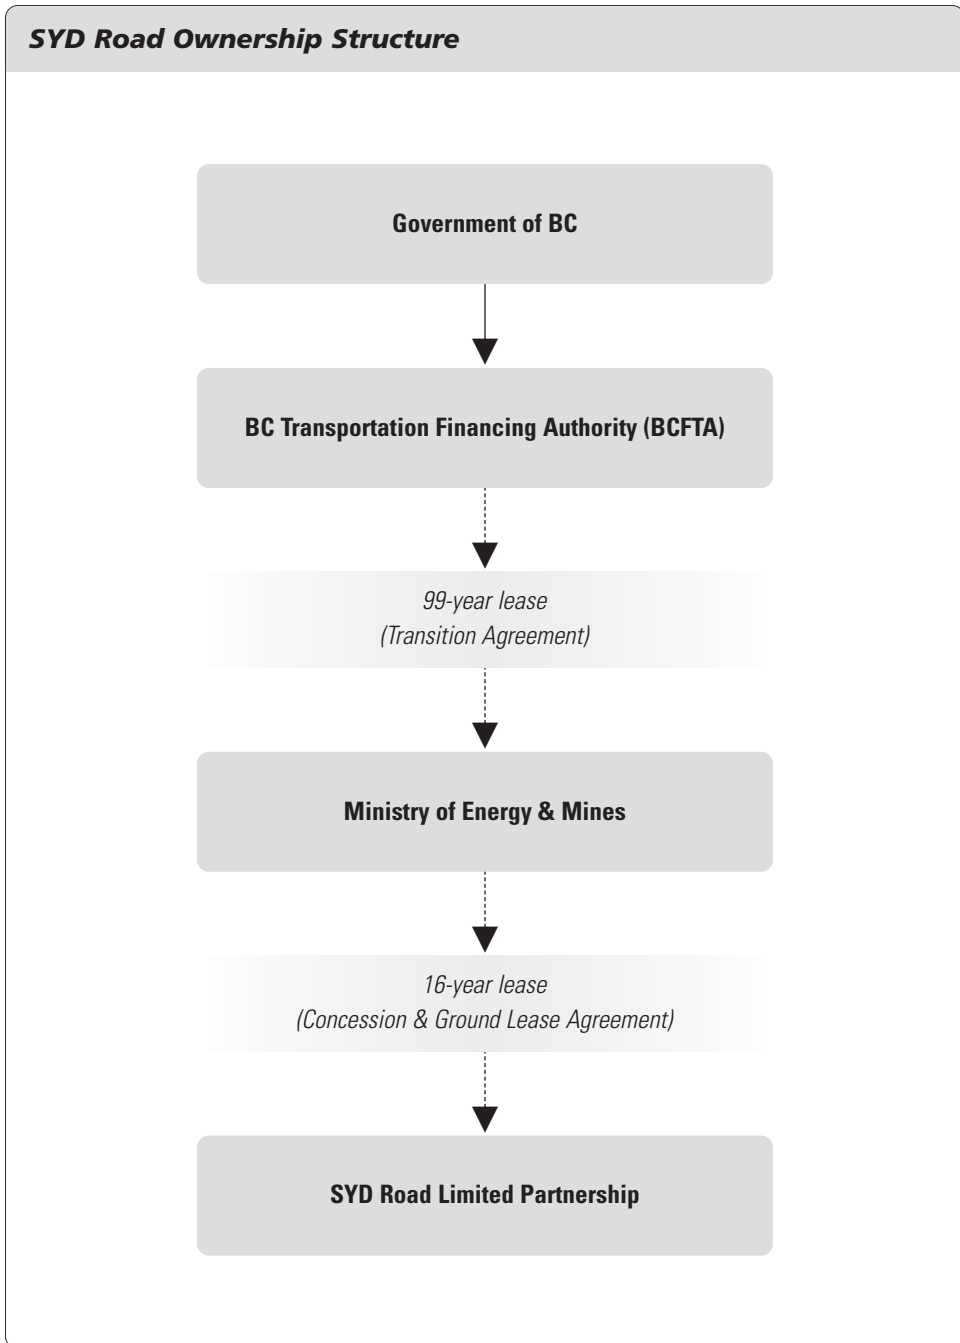 SYD Road Ownership Structure
Government of BC
BC Transportation Financing Authority (BCFTA)
99-year lease
(Transition Agreement)
Ministry of Energy & Mines
16-year lease
(Concession & Ground Lease Agreement)
SYD Road Limited Partnership